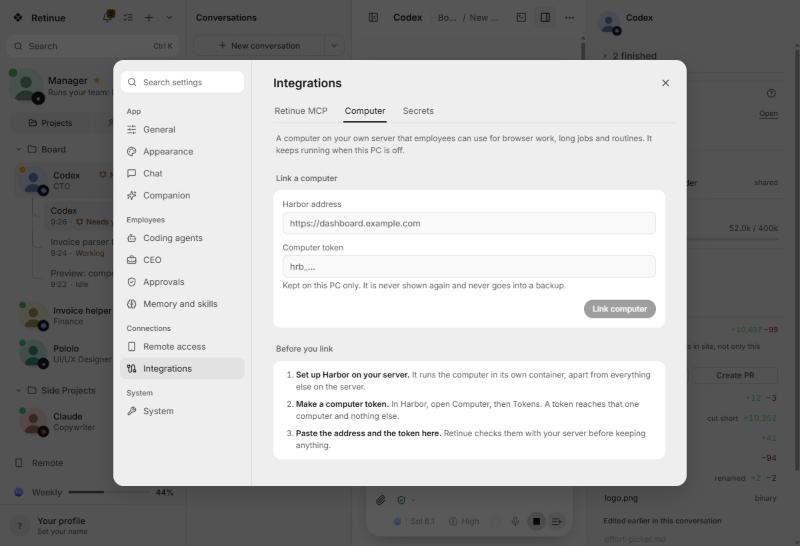 Retinue
Search
Ctrl K
Manager
Runs your team:
Projects
Board
Codex
CTO
Codex
9:26 · Needs y
Invoice parser
9:24 · Working
Preview: compe
9:22 · Idle
Invoice helper
Finance
Pololo
UI/UX Designer
Side Projects
Claude
Copywriter
Remote
Weekly
44%
Your profile
Set your name
Conversations
+ New conversation
Codex
Bo... / New ...
Codex
2 finished
Open
shared
52.0k / 400k
+10,437 −99
s in site, not only this
Create PR
+12 −3
cut short +10,252
+41
−94
renamed +2 −2
logo.png
binary
Edited earlier in this conversation
effort-picker.md
High
Search settings
App
General
Appearance
Chat
Companion
Employees
Coding agents
CEO
Approvals
Memory and skills
Connections
Remote access
Integrations
System
System
Integrations
Retinue MCP
Computer
Secrets
A computer on your own server that employees can use for browser work, long jobs and routines. It
keeps running when this PC is off.
Link a computer
Harbor address
https://dashboard.example.com
Computer token
hrb_...
Kept on this PC only. It is never shown again and never goes into a backup.
Link computer
Before you link
1. Set up Harbor on your server. It runs the computer in its own container, apart from everything
else on the server.
2. Make a computer token. In Harbor, open Computer, then Tokens. A token reaches that one
computer and nothing else.
3. Paste the address and the token here. Retinue checks them with your server before keeping
anything.